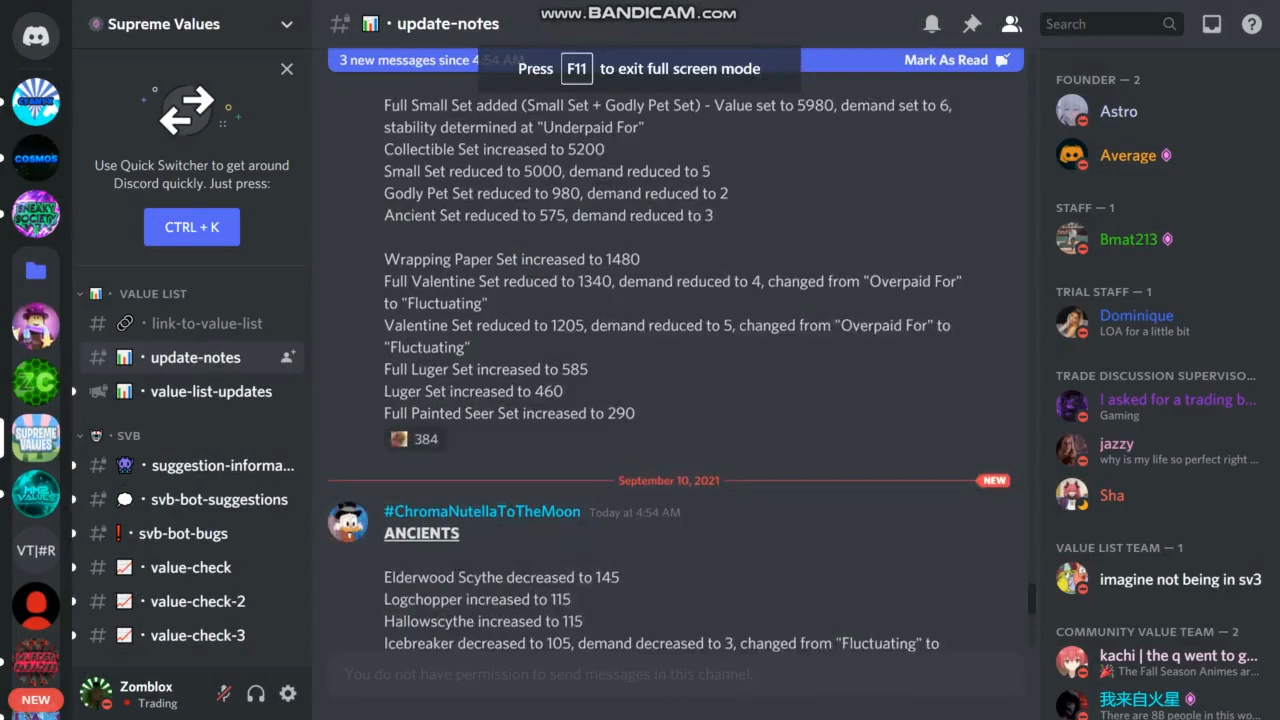 www.BANDICAM.com
Supreme Values
update-notes
Search
3 new messages since 4:54 AM
Mark As Read
Press F11 to exit full screen mode
Use Quick Switcher to get around
Discord quickly. Just press:
CTRL + K
VALUE LIST
link-to-value-list
update-notes
value-list-updates
SVB
suggestion-informa...
svb-bot-suggestions
svb-bot-bugs
value-check
value-check-2
value-check-3
CYANYX
COSMOS
SNEAKY
SOCIETY
ZC
SUPREME
VALUES
MM2
VALUES
VT|#R
NEW
Zomblox
Trading
Full Small Set added (Small Set + Godly Pet Set) - Value set to 5980, demand set to 6,
stability determined at "Underpaid For"
Collectible Set increased to 5200
Small Set reduced to 5000, demand reduced to 5
Godly Pet Set reduced to 980, demand reduced to 2
Ancient Set reduced to 575, demand reduced to 3
Wrapping Paper Set increased to 1480
Full Valentine Set reduced to 1340, demand reduced to 4, changed from "Overpaid For"
to "Fluctuating"
Valentine Set reduced to 1205, demand reduced to 5, changed from "Overpaid For" to
"Fluctuating"
Full Luger Set increased to 585
Luger Set increased to 460
Full Painted Seer Set increased to 290
384
September 10, 2021
NEW
#ChromaNutellaToTheMoon Today at 4:54 AM
ANCIENTS
Elderwood Scythe decreased to 145
Logchopper increased to 115
Hallowscythe increased to 115
Icebreaker decreased to 105, demand decreased to 3, changed from "Fluctuating" to
You do not have permission to send messages in this channel.
FOUNDER — 2
Astro
Average
STAFF — 1
Bmat213
TRIAL STAFF — 1
Dominique
LOA for a little bit
TRADE DISCUSSION SUPERVISO...
I asked for a trading b...
Gaming
jazzy
why is my life so perfect right ...
Sha
VALUE LIST TEAM — 1
imagine not being in sv3
COMMUNITY VALUE TEAM — 2
kachi | the q went to g...
The Fall Season Animes ar...
我来自火星
There are 8B people in this wo...